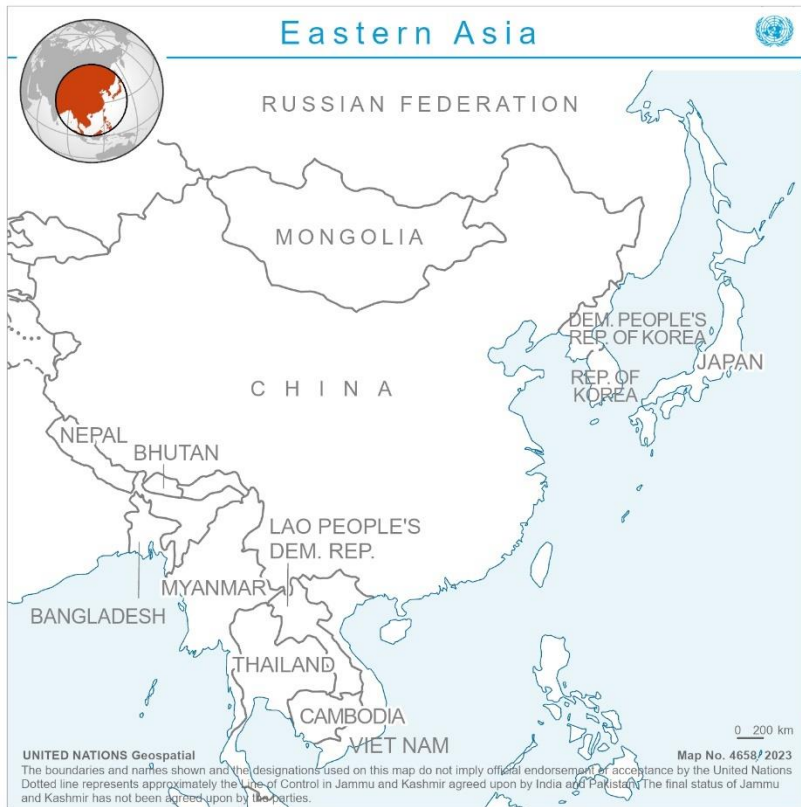 Eastern Asia
RUSSIAN FEDERATION
MONGOLIA
DEM. PEOPLE'S
REP. OF KOREA
JAPAN
REP. OF
KOREA
CHINA
NEPAL
BHUTAN
LAO PEOPLE'S
DEM. REP.
MYANMAR
BANGLADESH
THAILAND
CAMBODIA
VIET NAM
0 200 km
UNITED NATIONS Geospatial
Map No. 4658/ 2023
The boundaries and names shown and the designations used on this map do not imply official endorsement or acceptance by the United Nations
Dotted line represents approximately the Line of Control in Jammu and Kashmir agreed upon by India and Pakistan. The final status of Jammu
and Kashmir has not been agreed upon by the parties.